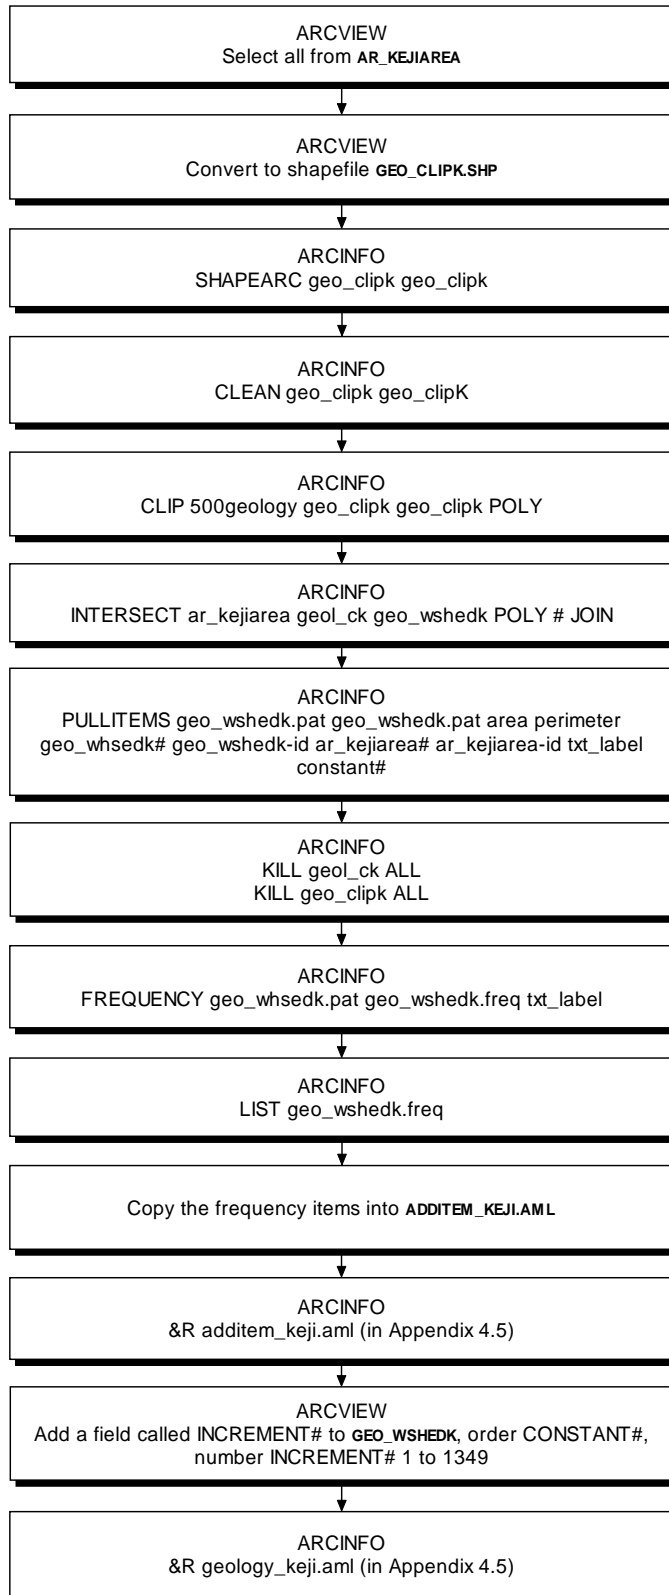 ARCVIEW
Select all from AR_KEJIAREA
ARCVIEW
Convert to shapefile GEO_CLIPK.SHP
ARCINFO
SHAPEARC geo_clipk geo_clipk
ARCINFO
CLEAN geo_clipk geo_clipK
ARCINFO
CLIP 500geology geo_clipk geo_clipk POLY
ARCINFO
INTERSECT ar_kejiarea geol_ck geo_wshedk POLY # JOIN
ARCINFO
PULLITEMS geo_wshedk.pat geo_wshedk.pat area perimeter
geo_whsedk# geo_wshedk-id ar_kejiarea# ar_kejiarea-id txt_label
constant#
ARCINFO
KILL geol_ck ALL
KILL geo_clipk ALL
ARCINFO
FREQUENCY geo_whsedk.pat geo_wshedk.freq txt_label
ARCINFO
LIST geo_wshedk.freq
Copy the frequency items into ADDITEM_KEJI.AML
ARCINFO
&R additem_keji.aml (in Appendix 4.5)
ARCVIEW
Add a field called INCREMENT# to GEO_WSHEDK, order CONSTANT#,
number INCREMENT# 1 to 1349
ARCINFO
&R geology_keji.aml (in Appendix 4.5)